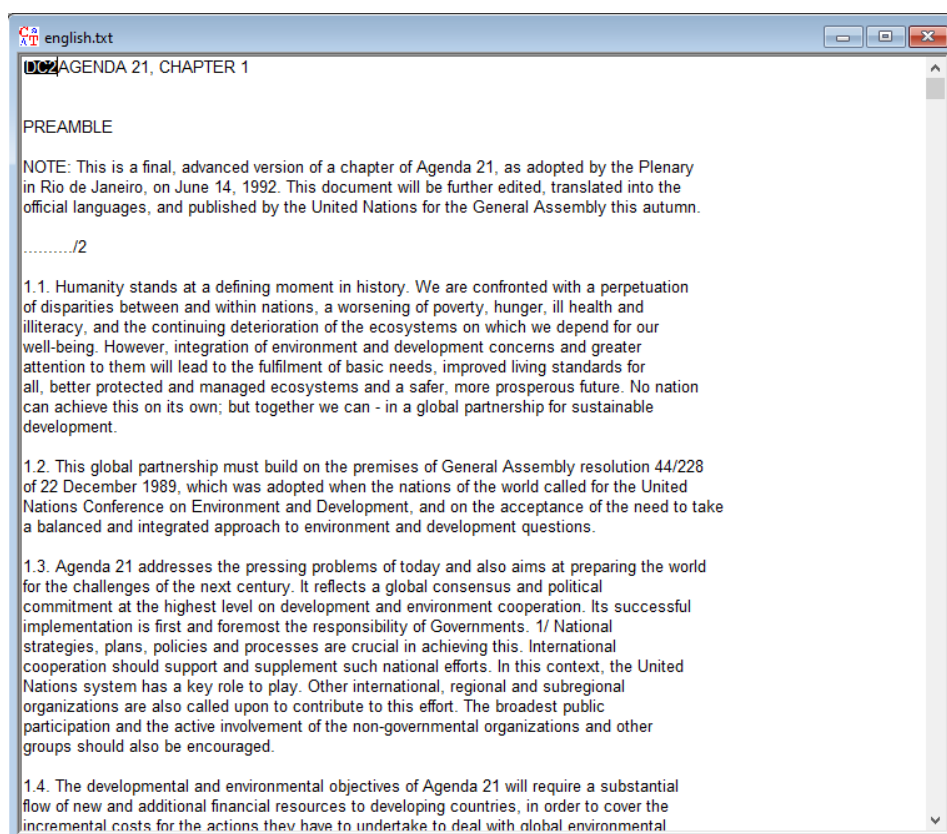 english.txt
DC2AGENDA 21, CHAPTER 1
PREAMBLE
NOTE: This is a final, advanced version of a chapter of Agenda 21, as adopted by the Plenary
in Rio de Janeiro, on June 14, 1992. This document will be further edited, translated into the
official languages, and published by the United Nations for the General Assembly this autumn.
........../2
1.1. Humanity stands at a defining moment in history. We are confronted with a perpetuation
of disparities between and within nations, a worsening of poverty, hunger, ill health and
illiteracy, and the continuing deterioration of the ecosystems on which we depend for our
well-being. However, integration of environment and development concerns and greater
attention to them will lead to the fulfilment of basic needs, improved living standards for
all, better protected and managed ecosystems and a safer, more prosperous future. No nation
can achieve this on its own; but together we can - in a global partnership for sustainable
development.
1.2. This global partnership must build on the premises of General Assembly resolution 44/228
of 22 December 1989, which was adopted when the nations of the world called for the United
Nations Conference on Environment and Development, and on the acceptance of the need to take
a balanced and integrated approach to environment and development questions.
1.3. Agenda 21 addresses the pressing problems of today and also aims at preparing the world
for the challenges of the next century. It reflects a global consensus and political
commitment at the highest level on development and environment cooperation. Its successful
implementation is first and foremost the responsibility of Governments. 1/ National
strategies, plans, policies and processes are crucial in achieving this. International
cooperation should support and supplement such national efforts. In this context, the United
Nations system has a key role to play. Other international, regional and subregional
organizations are also called upon to contribute to this effort. The broadest public
participation and the active involvement of the non-governmental organizations and other
groups should also be encouraged.
1.4. The developmental and environmental objectives of Agenda 21 will require a substantial
flow of new and additional financial resources to developing countries, in order to cover the
incremental costs for the actions they have to undertake to deal with global environmental